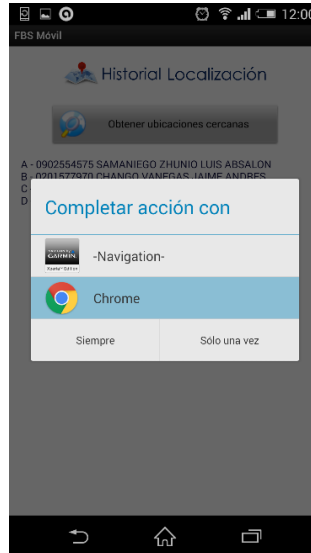 12:00
FBS Móvil
Historial Localización
Obtener ubicaciones cercanas
A - 0902554575 SAMANIEGO ZHUNIO LUIS ABSALON
B - 0201577970 CHANGO VANEGAS JAIME ANDRES
C
D
Completar acción con
GARMIN
-Navigation-
Chrome
Siempre
Sólo una vez